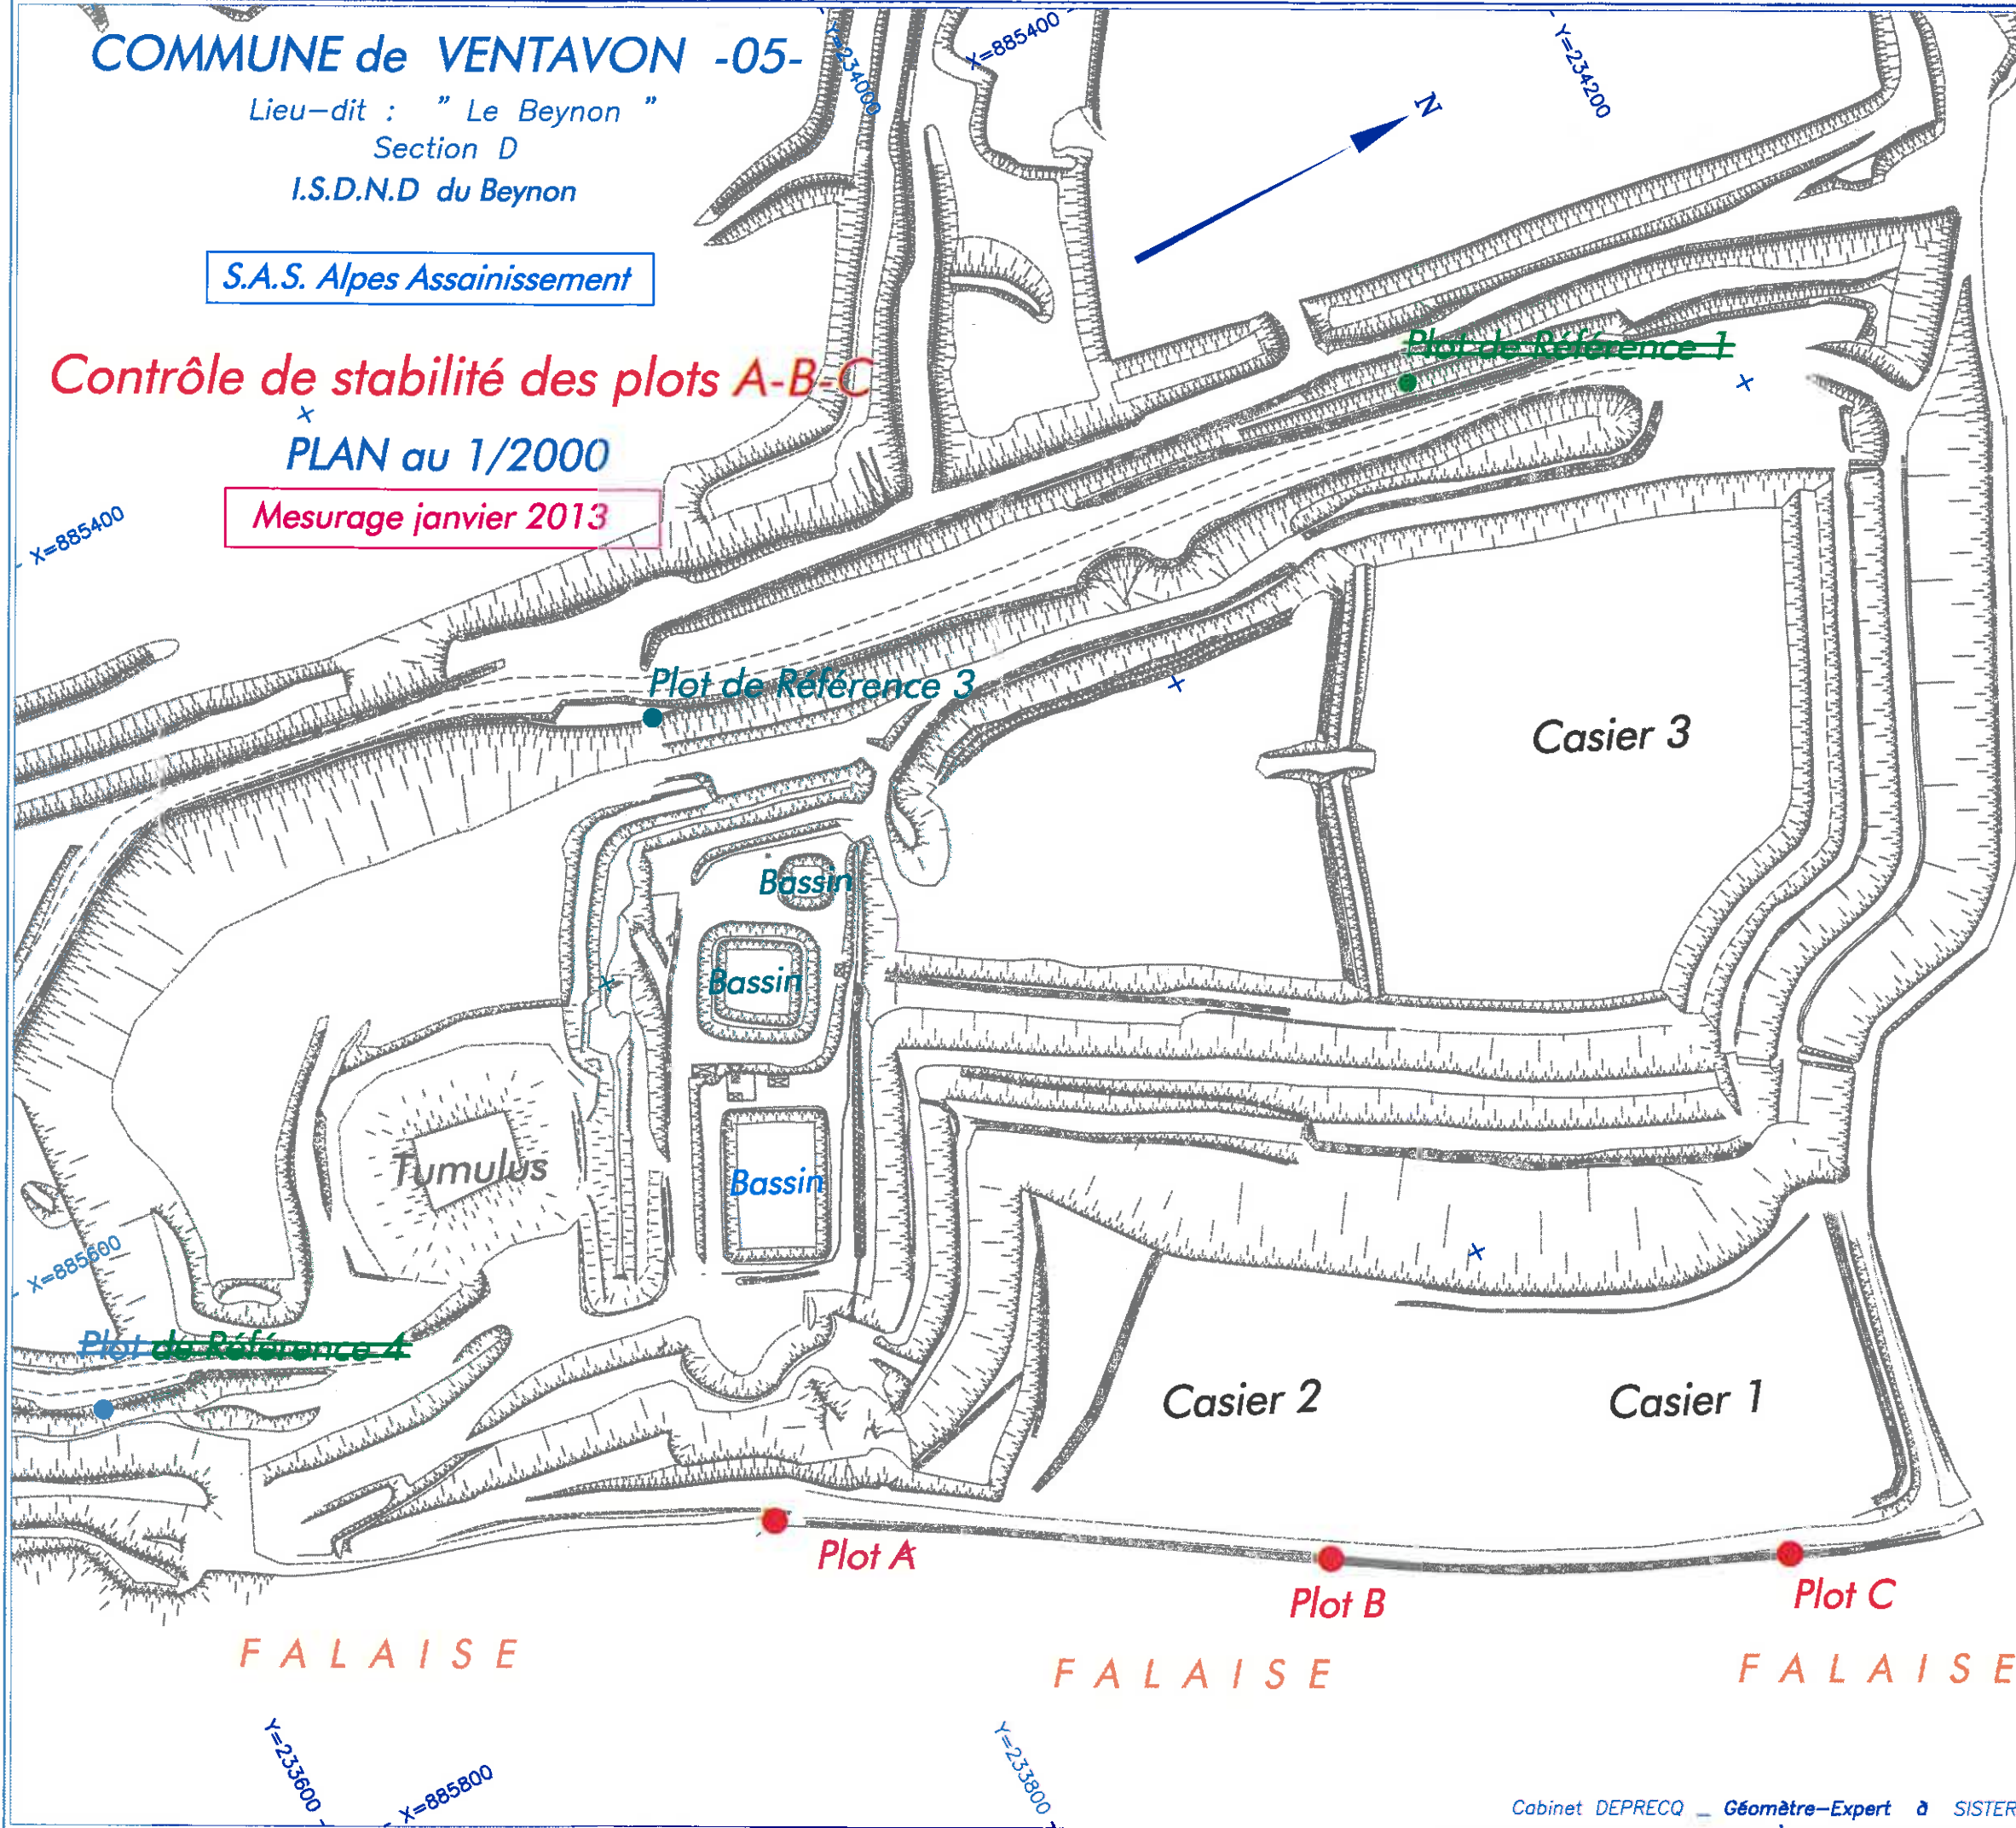 COMMUNE de VENTAVON -05-
Lieu-dit : " Le Beynon "
Section D
I.S.D.N.D du Beynon
S.A.S. Alpes Assainissement
Contrôle de stabilité des plots A-B-C
PLAN au 1/2000
Mesurage janvier 2013
Y=234000
X=885400
Y=234200
N
Plot de Référence 1
X=885400
Plot de Référence 3
Casier 3
Bassin
Bassin
Tumulus
Bassin
X=885600
Plot de Référence 4
Casier 2
Casier 1
Plot A
Plot B
Plot C
FALAISE
FALAISE
FALAISE
Y=233600
X=885800
Y=233800
Cabinet DEPRECQ _ Géomètre-Expert à SISTER